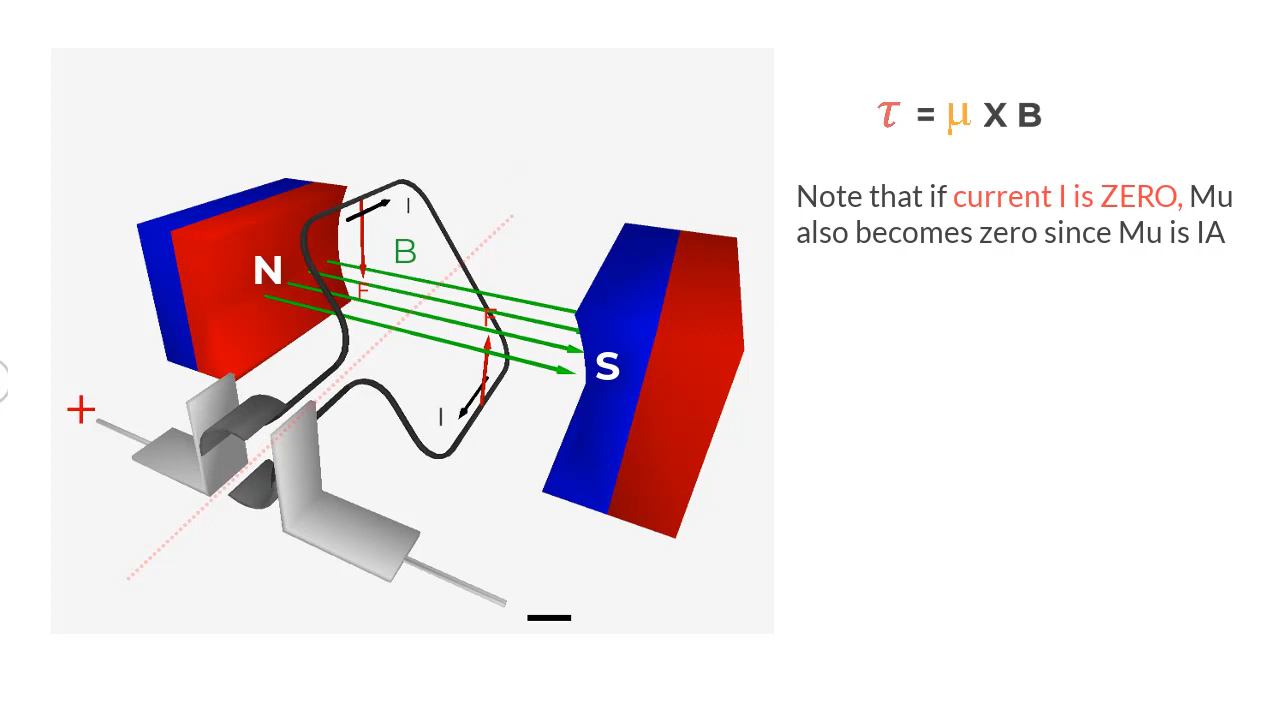 τ = μ X B
Note that if current I is ZERO, Mu
also becomes zero since Mu is IA
I
B
N
F
F
S
+
I
–